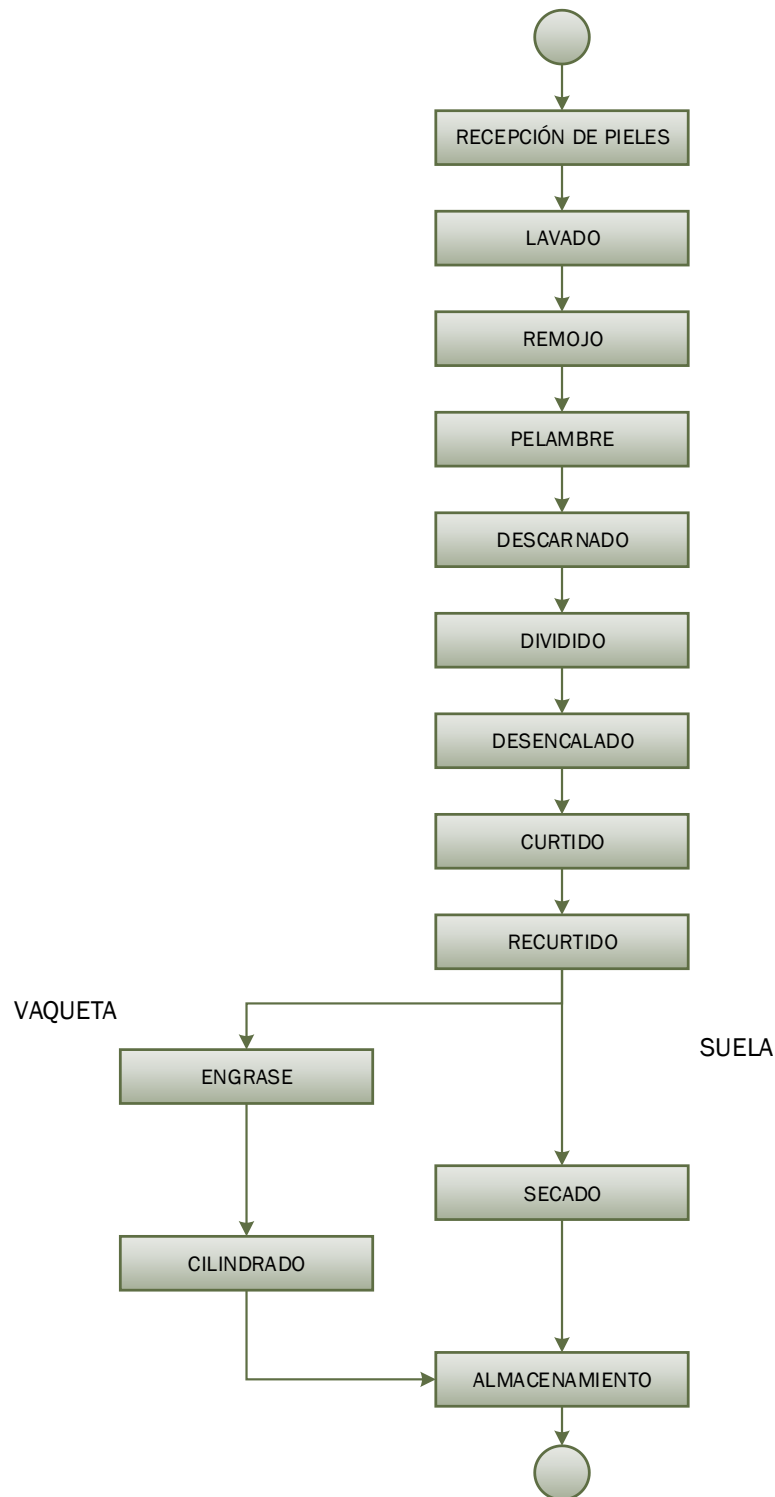 RECEPCIÓN DE PIELES
LAVADO
REMOJO
PELAMBRE
DESCARNADO
DIVIDIDO
DESENCALADO
CURTIDO
RECURTIDO
VAQUETA
SUELA
ENGRASE
SECADO
CILINDRADO
ALMACENAMIENTO